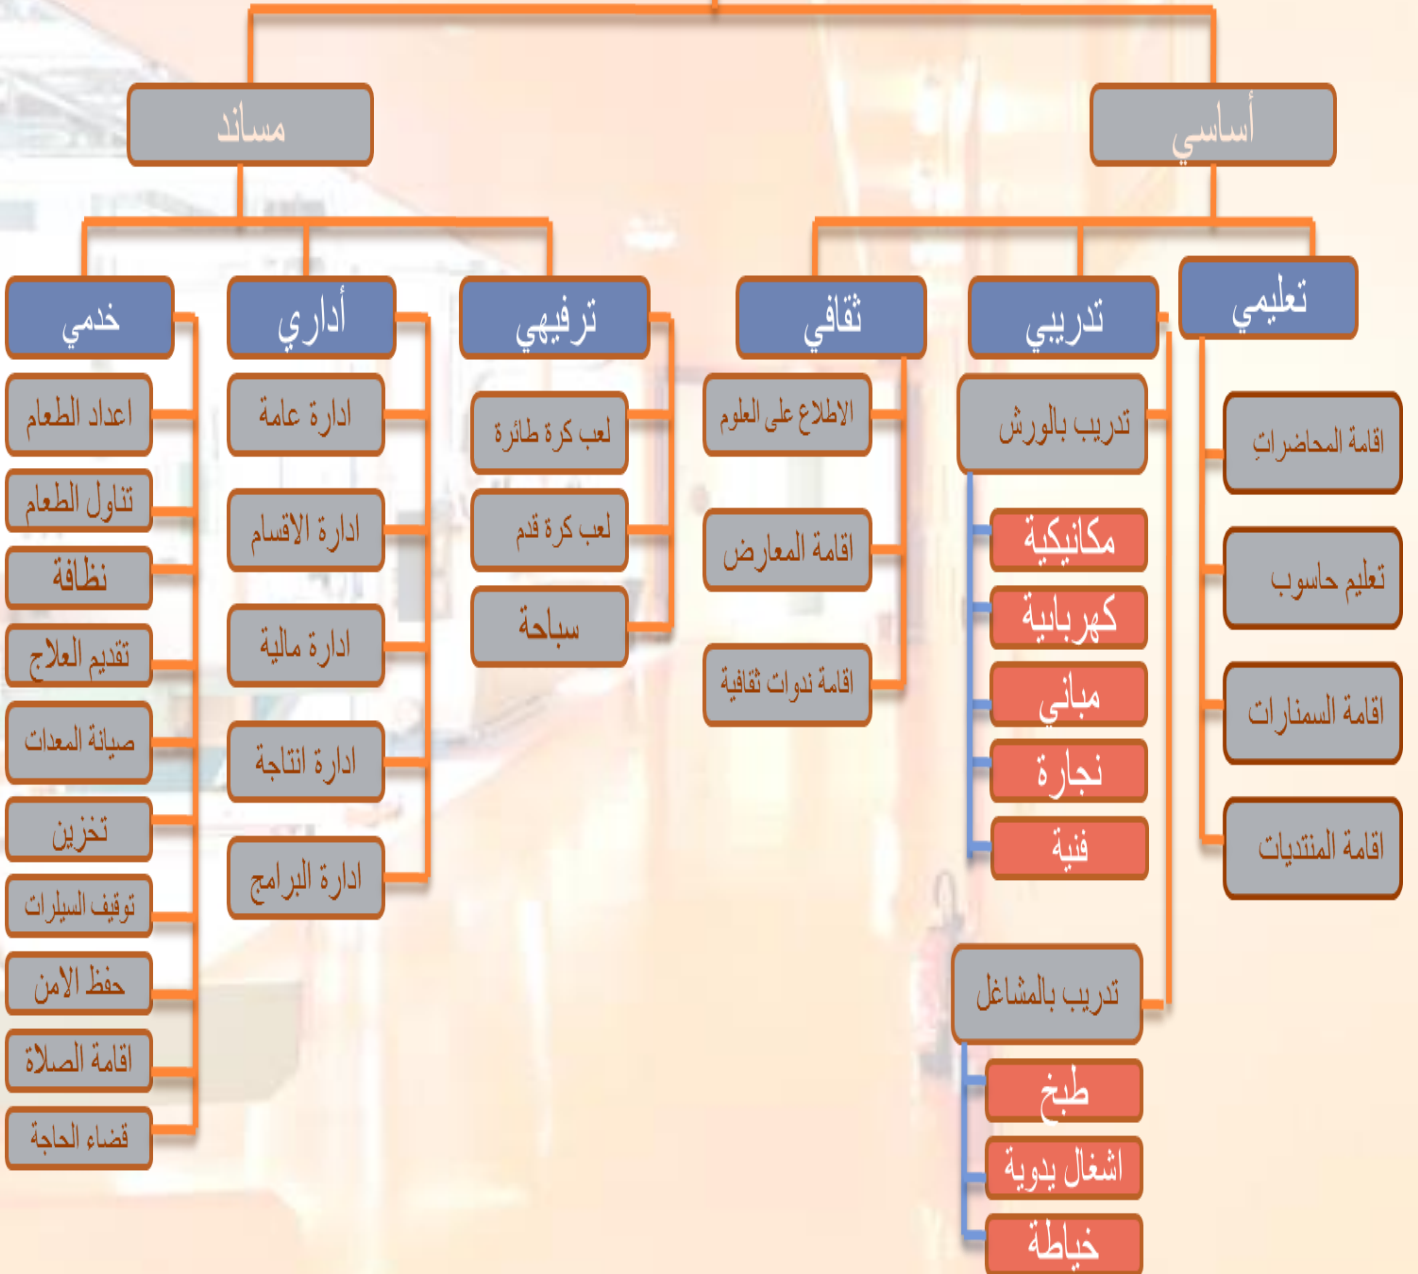 أساسي
مساند
تعليمي
تدريبي
ثقافي
ترفيهي
أداري
خدمي
اقامة المحاضراتِ
تعليم حاسوب
اقامة السمنارات
اقامة المنتديات
تدريب بالورش
مكانيكية
كهربائية
مباني
نجارة
فنية
تدريب بالمشاغل
طبخ
اشغال يدوية
خياطة
الاطلاع على العلوم
اقامة المعارض
اقامة ندوات ثقافية
لعب كرة طائرة
لعب كرة قدم
سباحة
ادارة عامة
ادارة الاقسام
ادارة مالية
ادارة انتاجة
ادارة البرامج
اعداد الطعام
تناول الطعام
نظافة
تقديم العلاج
صيانة المعدات
تخزين
توقيف السيلرات
حفظ الامن
اقامة الصلاة
قضاء الحاجة